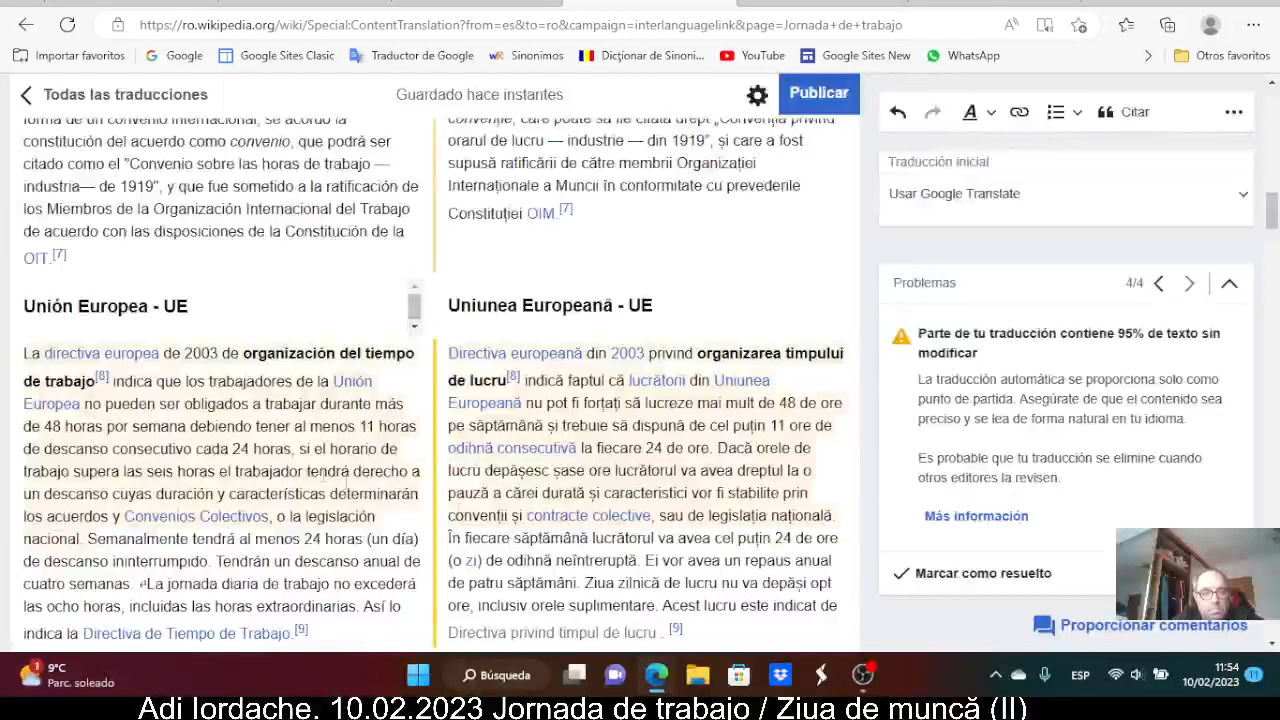 https://ro.wikipedia.org/wiki/Special:ContentTranslation?from=es&to=ro&campaign=interlanguagelink&page=Jornada+de+trabajo
Importar favoritos
Google
Google Sites Clasic
Traductor de Google
wR Sinonimos
Dicționar de Sinoni...
YouTube
Google Sites New
WhatsApp
Otros favoritos
Todas las traducciones
Guardado hace instantes
Publicar
forma de un convenio internacional, se acordó la
constitución del acuerdo como convenio, que podrá ser
citado como el "Convenio sobre las horas de trabajo —
industria— de 1919", y que fue sometido a la ratificación de
los Miembros de la Organización Internacional del Trabajo
de acuerdo con las disposiciones de la Constitución de la
OIT.[7]
Unión Europea - UE
La directiva europea de 2003 de organización del tiempo
de trabajo[8] indica que los trabajadores de la Unión
Europea no pueden ser obligados a trabajar durante más
de 48 horas por semana debiendo tener al menos 11 horas
de descanso consecutivo cada 24 horas, si el horario de
trabajo supera las seis horas el trabajador tendrá derecho a
un descanso cuyas duración y características determinarán
los acuerdos y Convenios Colectivos, o la legislación
nacional. Semanalmente tendrá al menos 24 horas (un día)
de descanso ininterrumpido. Tendrán un descanso anual de
cuatro semanas. La jornada diaria de trabajo no excederá
las ocho horas, incluidas las horas extraordinarias. Así lo
indica la Directiva de Tiempo de Trabajo.[9]
convenție, care poate să fie citată drept „Convenția privind
orarul de lucru — industrie — din 1919”, și care a fost
supusă ratificării de către membrii Organizației
Internaționale a Muncii în conformitate cu prevederile
Constituției OIM.[7]
Uniunea Europeană - UE
Directiva europeană din 2003 privind organizarea timpului
de lucru[8] indică faptul că lucrătorii din Uniunea
Europeană nu pot fi forțați să lucreze mai mult de 48 de ore
pe săptămână și trebuie să dispună de cel puțin 11 ore de
odihnă consecutivă la fiecare 24 de ore. Dacă orele de
lucru depășesc șase ore lucrătorul va avea dreptul la o
pauză a cărei durată și caracteristici vor fi stabilite prin
convenții și contracte colective, sau de legislația națională.
În fiecare săptămână lucrătorul va avea cel puțin 24 de ore
(o zi) de odihnă neîntreruptă. Ei vor avea un repaus anual
de patru săptămâni. Ziua zilnică de lucru nu va depăși opt
ore, inclusiv orele suplimentare. Acest lucru este indicat de
Directiva privind timpul de lucru . [9]
A
Citar
Traducción inicial
Usar Google Translate
Problemas
4/4
Parte de tu traducción contiene 95% de texto sin
modificar
La traducción automática se proporciona solo como
punto de partida. Asegúrate de que el contenido sea
preciso y se lea de forma natural en tu idioma.
Es probable que tu traducción se elimine cuando
otros editores la revisen.
Más información
Marcar como resuelto
Proporcionar comentarios
1
9°C
Parc. soleado
Búsqueda
ESP
11:54
10/02/2023
11
Adi Iordache. 10.02.2023 Jornada de trabajo / Ziua de muncă (II)